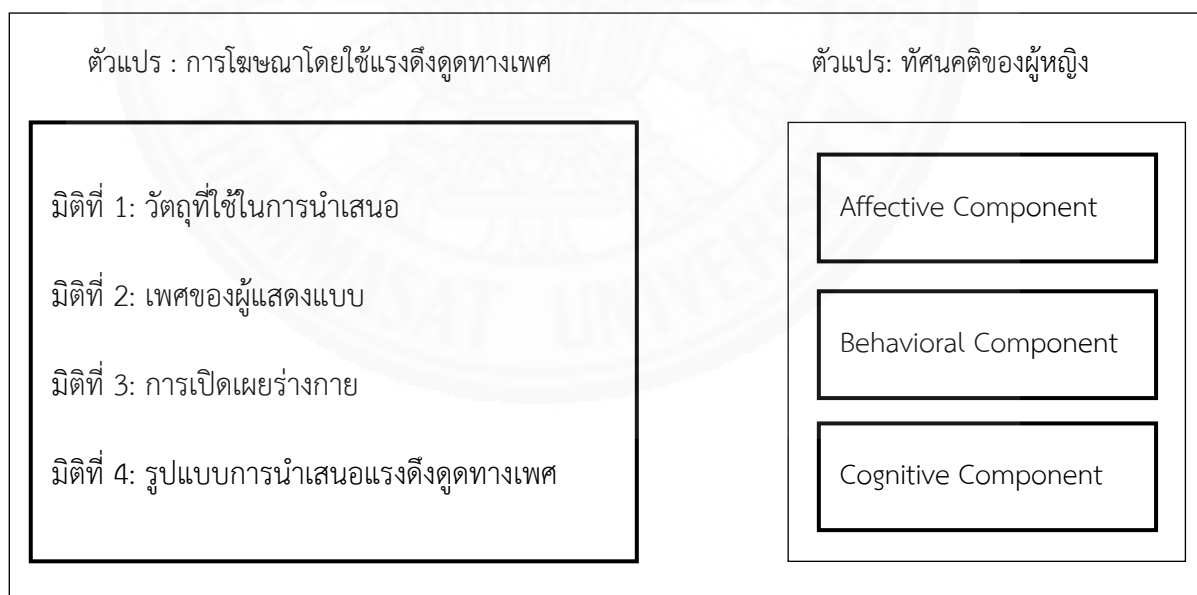 ตัวแปร : การโฆษณาโดยใช้แรงดึงดูดทางเพศ
มิติที่ 1: วัตถุที่ใช้ในการนำเสนอ
มิติที่ 2: เพศของผู้แสดงแบบ
มิติที่ 3: การเปิดเผยร่างกาย
มิติที่ 4: รูปแบบการนำเสนอแรงดึงดูดทางเพศ
ตัวแปร: ทัศนคติของผู้หญิง
Affective Component
Behavioral Component
Cognitive Component
THAMMASAT UNIVERSITY